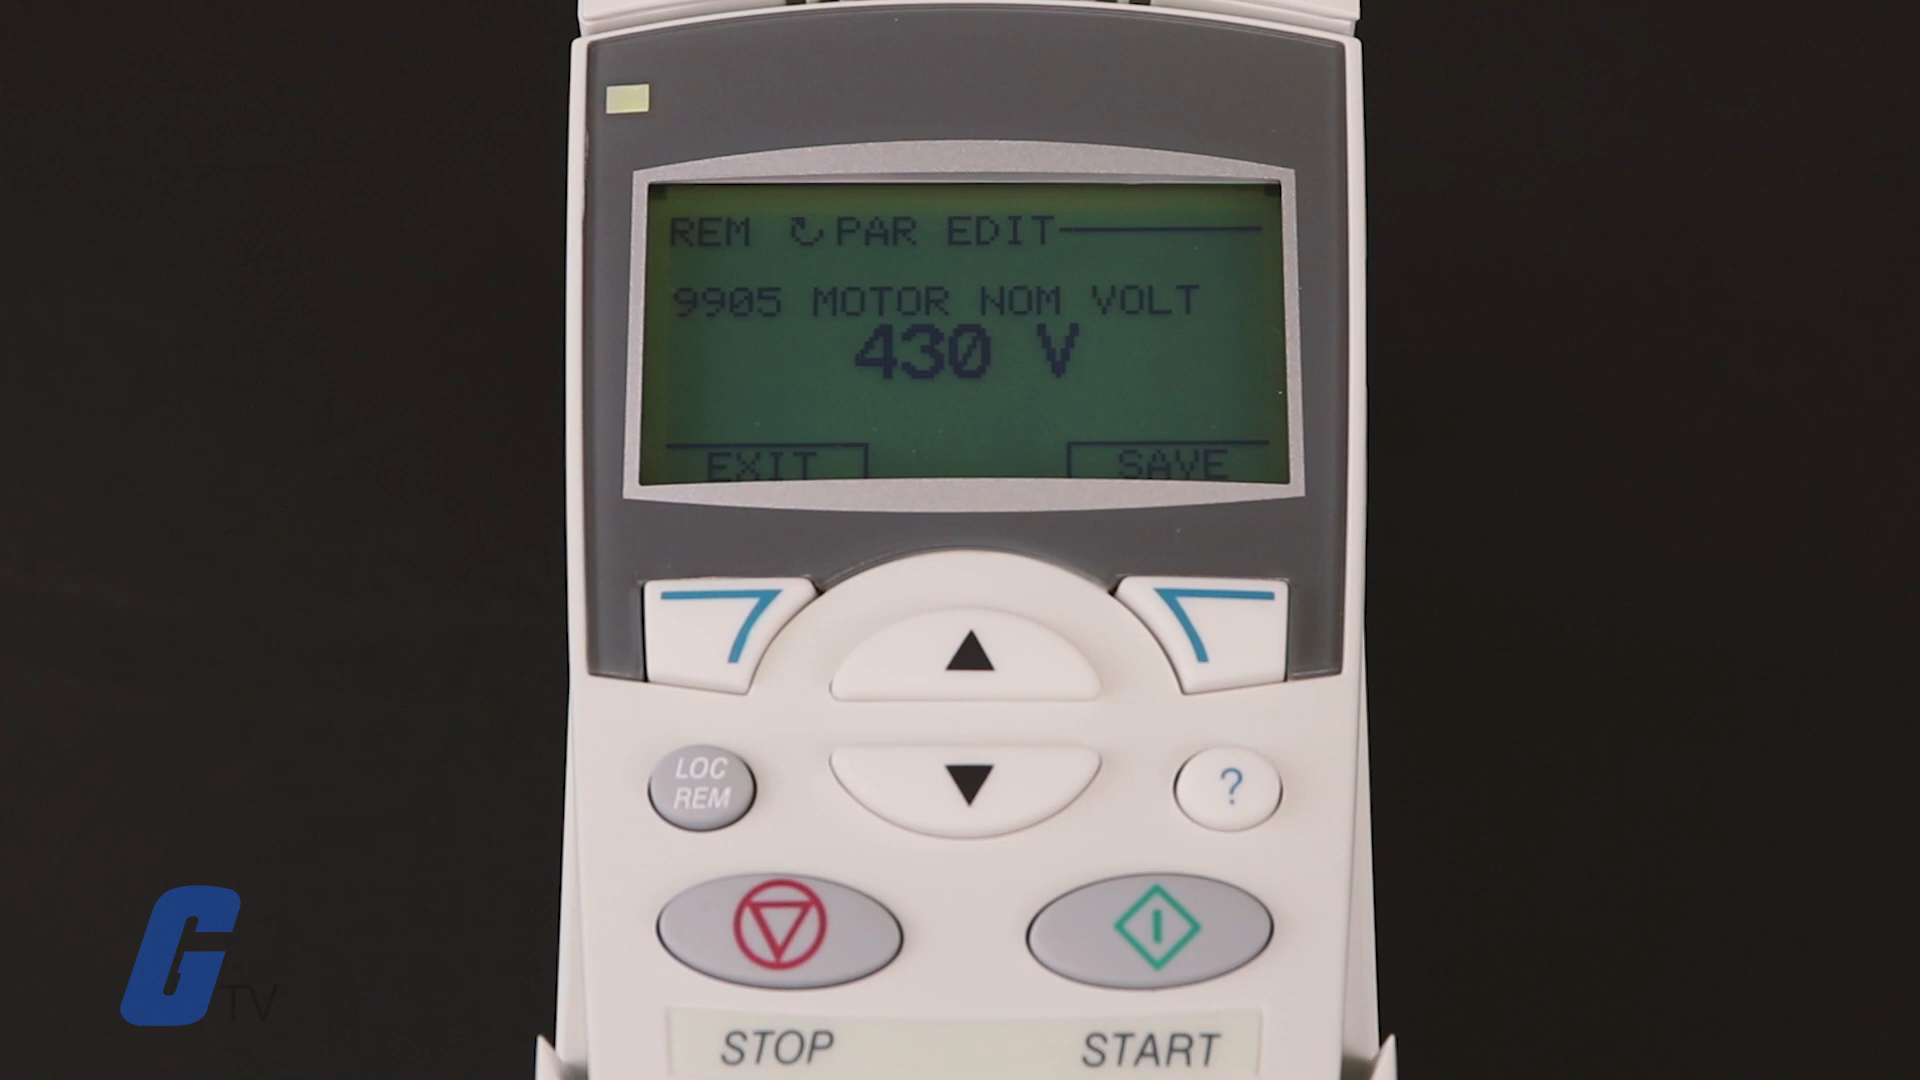 REM ↻ PAR EDIT
9905 MOTOR NOM VOLT
430 V
EXIT SAVE
LOC
REM
?
STOP START
G TV